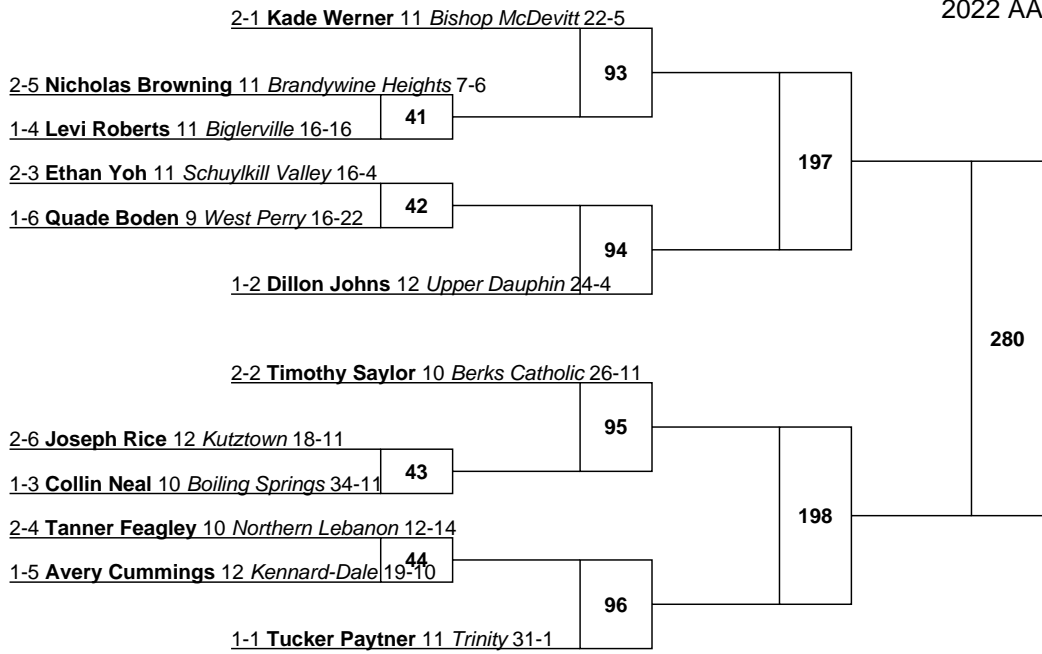 2022 AA
2-1 Kade Werner 11 Bishop McDevitt 22-5
93
2-5 Nicholas Browning 11 Brandywine Heights 7-6
41
1-4 Levi Roberts 11 Biglerville 16-16
197
2-3 Ethan Yoh 11 Schuylkill Valley 16-4
42
1-6 Quade Boden 9 West Perry 16-22
94
1-2 Dillon Johns 12 Upper Dauphin 24-4
280
2-2 Timothy Saylor 10 Berks Catholic 26-11
95
2-6 Joseph Rice 12 Kutztown 18-11
43
1-3 Collin Neal 10 Boiling Springs 34-11
198
2-4 Tanner Feagley 10 Northern Lebanon 12-14
44
1-5 Avery Cummings 12 Kennard-Dale 19-10
96
1-1 Tucker Paytner 11 Trinity 31-1